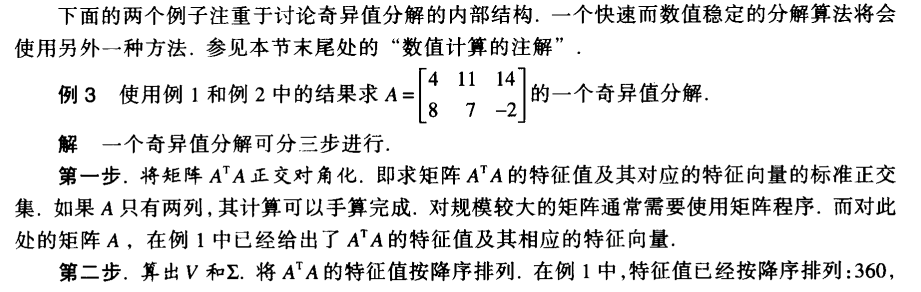 下面的两个例子注重于讨论奇异值分解的内部结构. 一个快速而数值稳定的分解算法将会
使用另外一种方法. 参见本节末尾处的“数值计算的注解”.
例 3 使用例 1 和例 2 中的结果求 A=[4 11 14; 8 7 -2]的一个奇异值分解.
解 一个奇异值分解可分三步进行.
第一步. 将矩阵 AᵀA 正交对角化. 即求矩阵 AᵀA 的特征值及其对应的特征向量的标准正交
集. 如果 A 只有两列,其计算可以手算完成. 对规模较大的矩阵通常需要使用矩阵程序. 而对此
处的矩阵 A , 在例 1 中已经给出了 AᵀA 的特征值及其相应的特征向量.
第二步. 算出 V 和Σ. 将 AᵀA 的特征值按降序排列. 在例 1 中,特征值已经按降序排列:360,